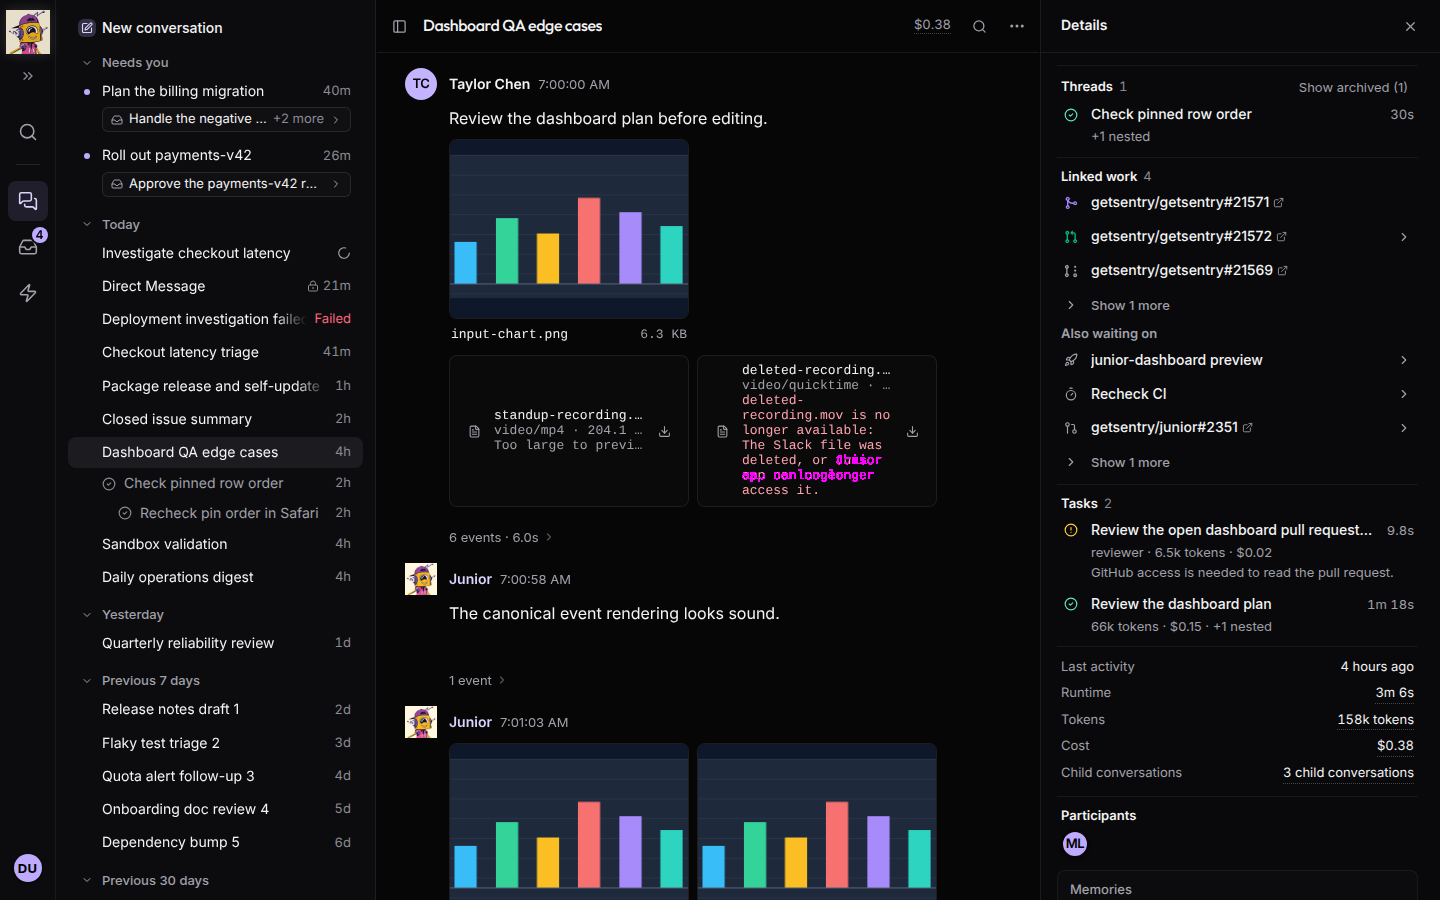 New conversation
Needs you
Plan the billing migration 40m
Handle the negative ... +2 more
Roll out payments-v42 26m
Approve the payments-v42 r...
Today
Investigate checkout latency
Direct Message 21m
Deployment investigation failed Failed
Checkout latency triage 41m
Package release and self-update 1h
Closed issue summary 2h
Dashboard QA edge cases 4h
Check pinned row order 2h
Recheck pin order in Safari 2h
Sandbox validation 4h
Daily operations digest 4h
Yesterday
Quarterly reliability review 1d
Previous 7 days
Release notes draft 1 2d
Flaky test triage 2 3d
Quota alert follow-up 3 4d
Onboarding doc review 4 5d
Dependency bump 5 6d
Previous 30 days
4
DU
Dashboard QA edge cases $0.38
TC Taylor Chen 7:00:00 AM
Review the dashboard plan before editing.
input-chart.png 6.3 KB
standup-recording.…
video/mp4 · 204.1 …
Too large to previ…
deleted-recording.…
video/quicktime · …
deleted-
recording.mov is no
longer available:
The Slack file was
deleted, or
access it.
6 events · 6.0s
Junior 7:00:58 AM
The canonical event rendering looks sound.
1 event
Junior 7:01:03 AM
Details
Threads 1 Show archived (1)
Check pinned row order 30s
+1 nested
Linked work 4
getsentry/getsentry#21571
getsentry/getsentry#21572
getsentry/getsentry#21569
Show 1 more
Also waiting on
junior-dashboard preview
Recheck CI
getsentry/junior#2351
Show 1 more
Tasks 2
Review the open dashboard pull request... 9.8s
reviewer · 6.5k tokens · $0.02
GitHub access is needed to read the pull request.
Review the dashboard plan 1m 18s
66k tokens · $0.15 · +1 nested
Last activity 4 hours ago
Runtime 3m 6s
Tokens 158k tokens
Cost $0.38
Child conversations 3 child conversations
Participants
ML
Memories